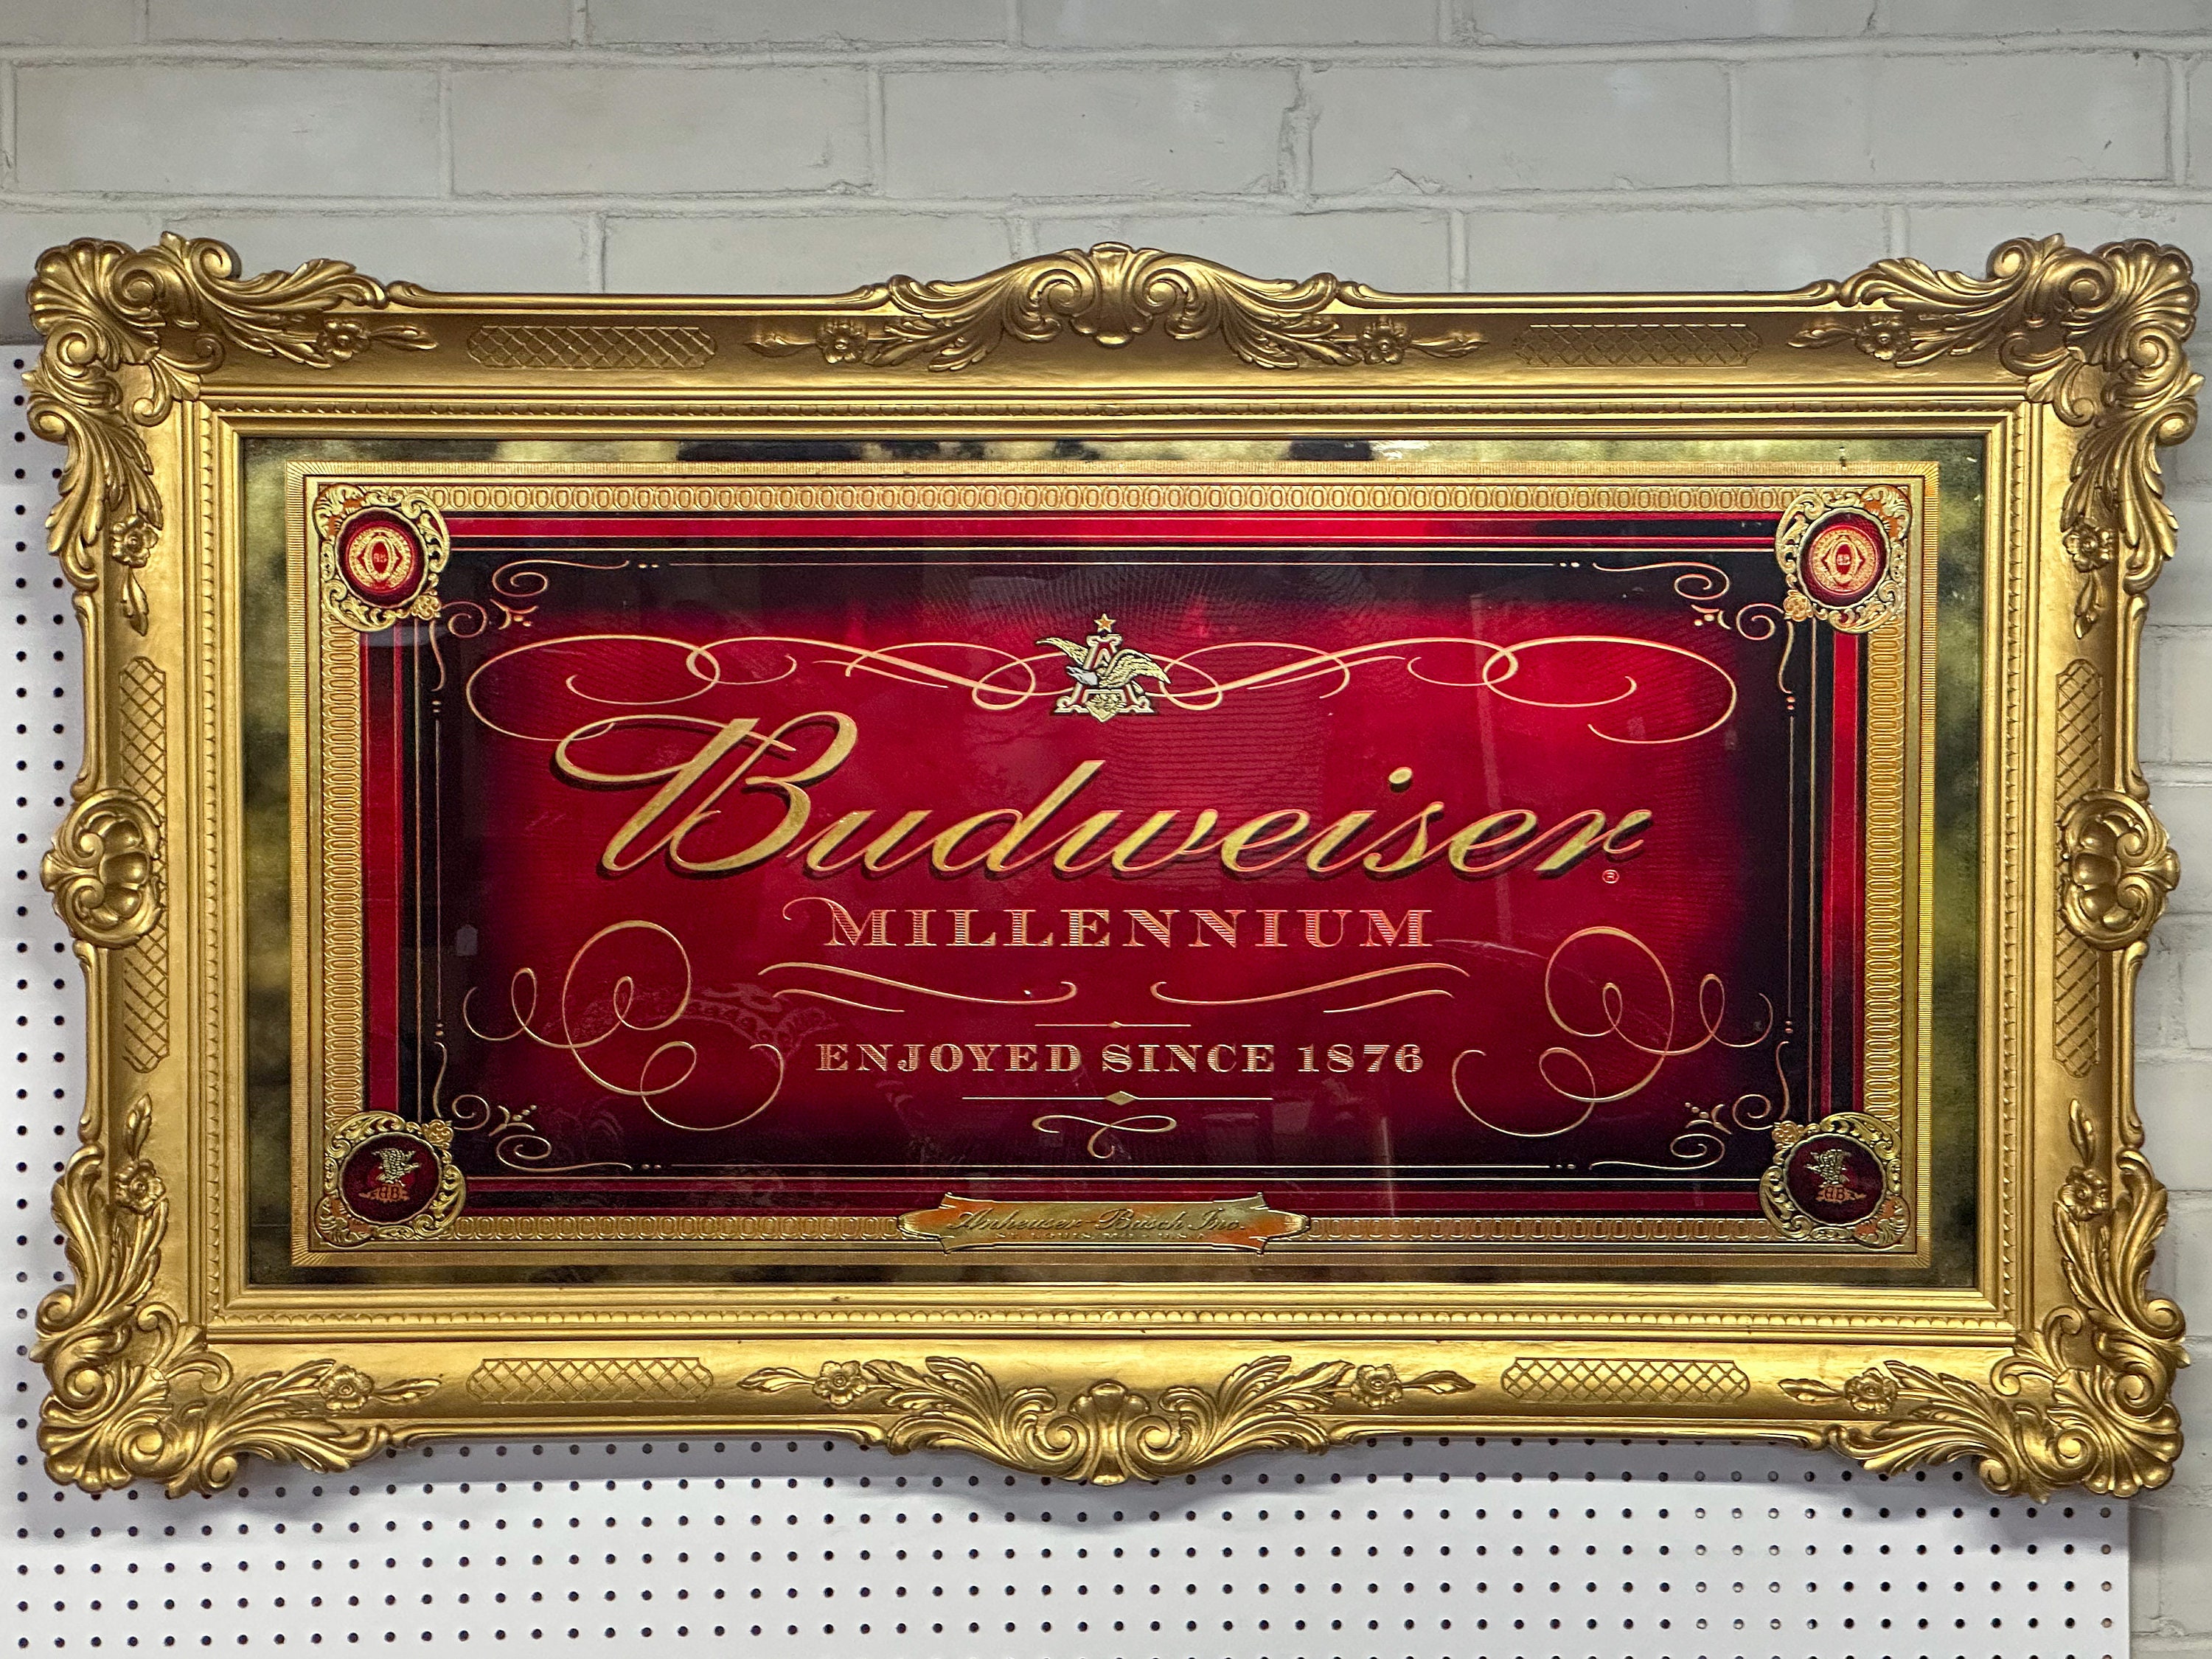 Budweiser®
MILLENNIUM
ENJOYED SINCE 1876
Anheuser-Busch, Inc.